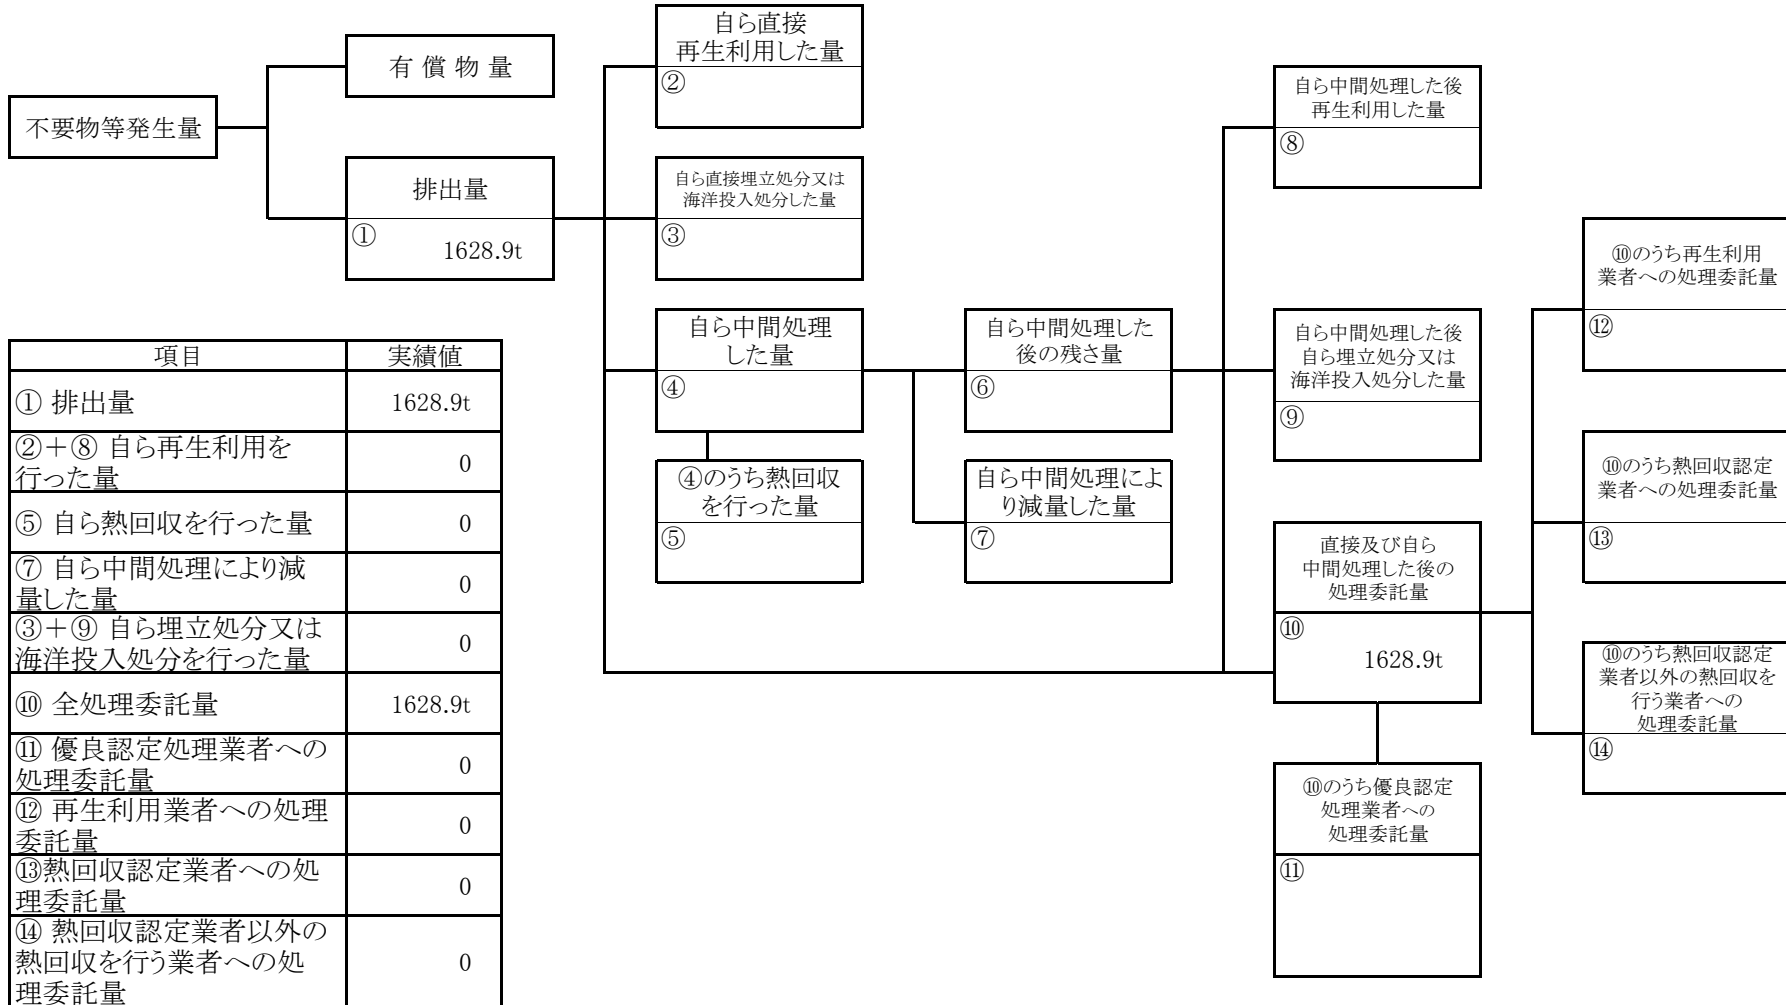 不要物等発生量
有 償 物 量
排出量
①
1628.9t
自ら直接
再生利用した量
②
自ら直接埋立処分又は
海洋投入処分した量
③
自ら中間処理
した量
④
④のうち熱回収
を行った量
⑤
自ら中間処理した
後の残さ量
⑥
自ら中間処理によ
り減量した量
⑦
自ら中間処理した後
再生利用した量
⑧
自ら中間処理した後
自ら埋立処分又は
海洋投入処分した量
⑨
直接及び自ら
中間処理した後の
処理委託量
⑩
1628.9t
⑩のうち優良認定
処理業者への
処理委託量
⑪
⑩のうち再生利用
業者への処理委託量
⑫
⑩のうち熱回収認定
業者への処理委託量
⑬
⑩のうち熱回収認定
業者以外の熱回収を
行う業者への
処理委託量
⑭
項目 実績値
① 排出量 1628.9t
②＋⑧ 自ら再生利用を
行った量 0
⑤ 自ら熱回収を行った量 0
⑦ 自ら中間処理により減
量した量 0
③＋⑨ 自ら埋立処分又は
海洋投入処分を行った量 0
⑩ 全処理委託量 1628.9t
⑪ 優良認定処理業者への
処理委託量 0
⑫ 再生利用業者への処理
委託量 0
⑬熱回収認定業者への処
理委託量 0
⑭ 熱回収認定業者以外の
熱回収を行う業者への処
理委託量 0